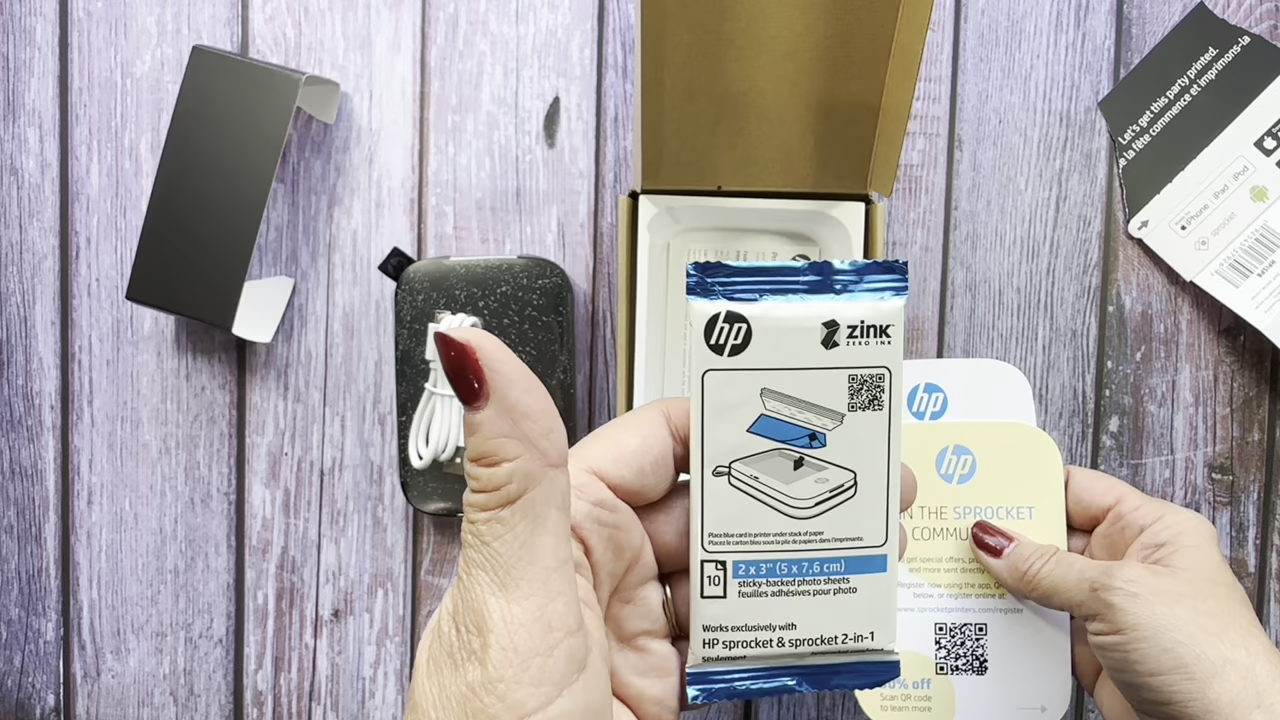 Let's get this party printed.
la fête commence et imprimons-la
iPhone | iPad | iPod
sprocket
hp
zink
ZERO INK
Place blue card in printer under stack of paper
Placez le carton bleu sous la pile de papiers dans l'imprimante.
10
2 x 3" (5 x 7,6 cm)
sticky-backed photo sheets
feuilles adhésives pour photo
Works exclusively with
HP sprocket & sprocket 2-in-1
seulement
hp
hp
IN THE SPROCKET
get special offers,
and more sent directly
Register now using the app,
below, or register online at:
www.sprocketprinters.com/register
% off
Scan QR code
to learn more